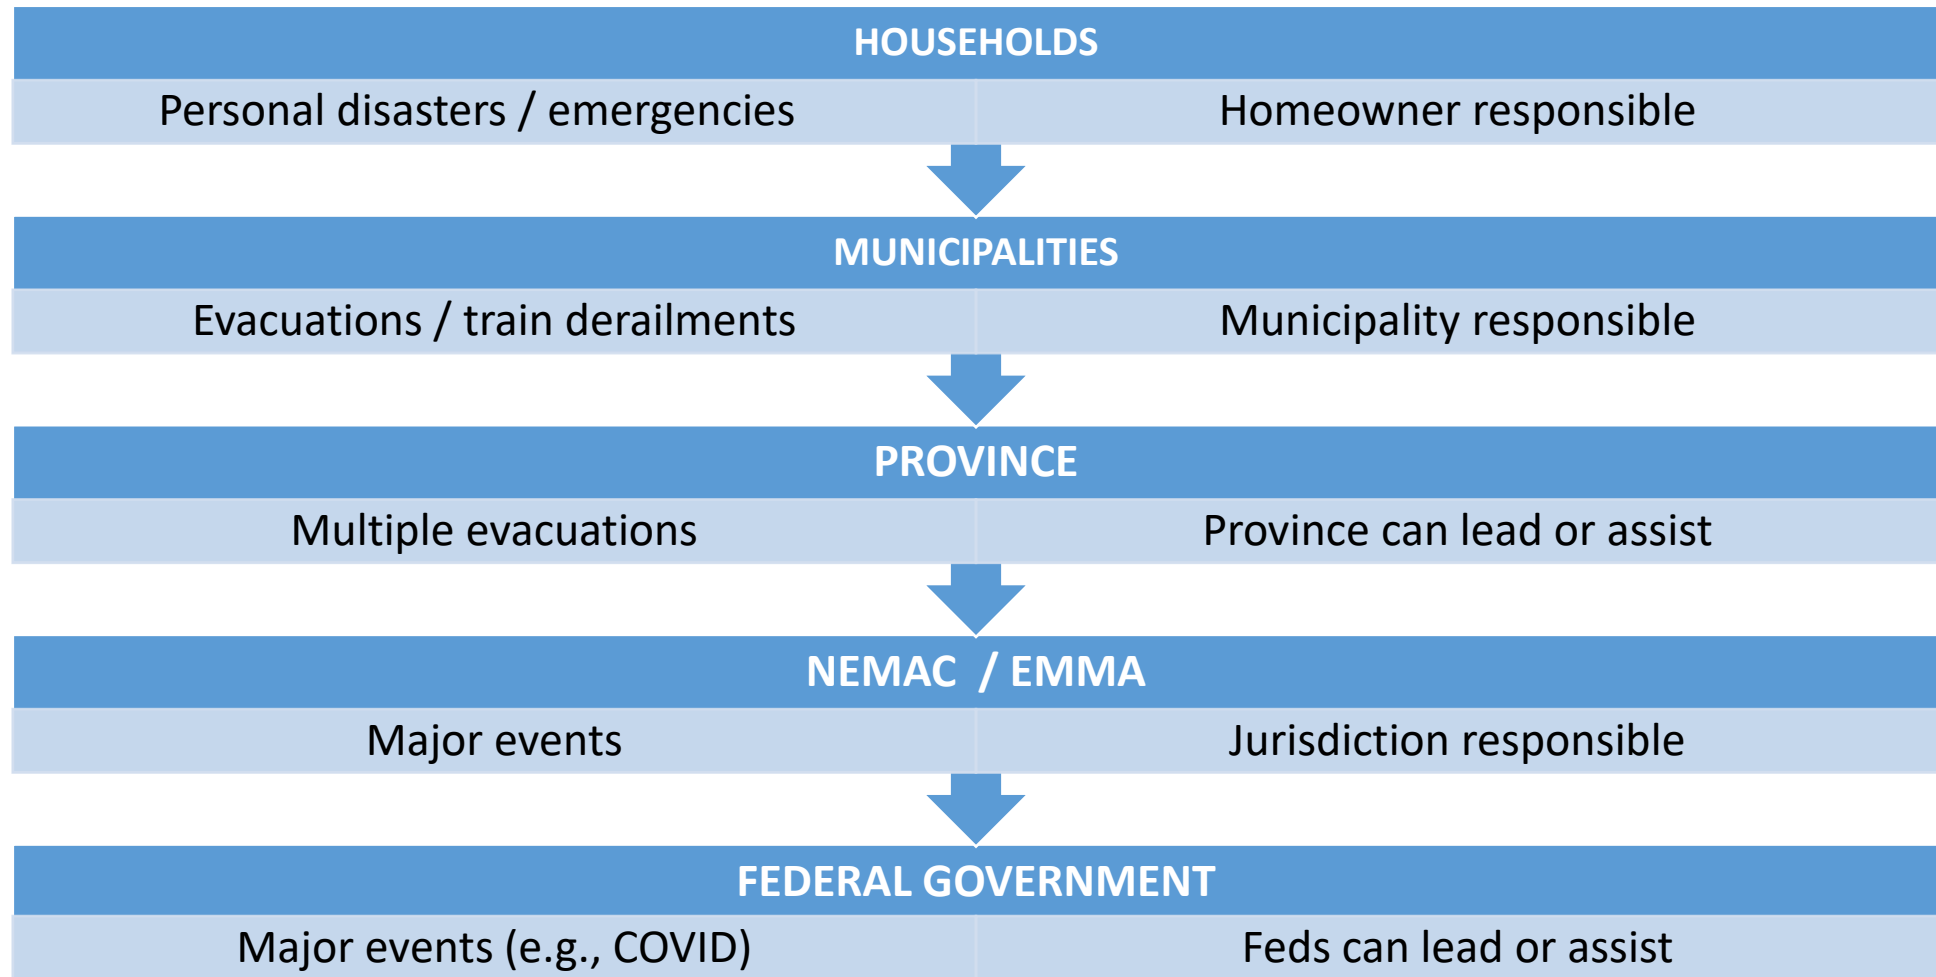 HOUSEHOLDS
Personal disasters / emergencies
Homeowner responsible
MUNICIPALITIES
Evacuations / train derailments
Municipality responsible
PROVINCE
Multiple evacuations
Province can lead or assist
NEMAC / EMMA
Major events
Jurisdiction responsible
FEDERAL GOVERNMENT
Major events (e.g., COVID)
Feds can lead or assist